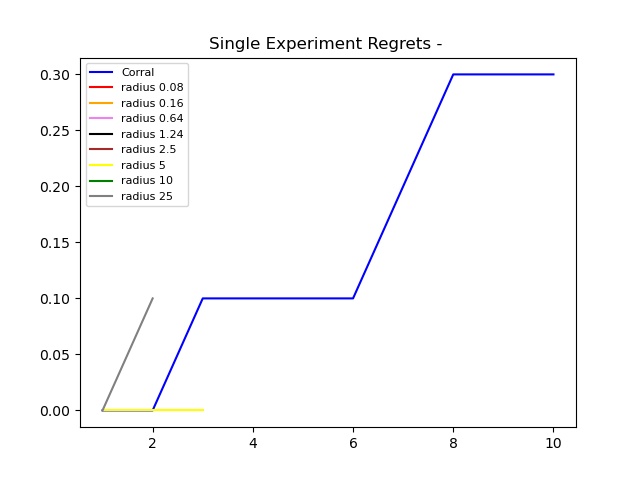 Single Experiment Regrets -
Corral
radius 0.08
radius 0.16
radius 0.64
radius 1.24
radius 2.5
radius 5
radius 10
radius 25
0.30
0.25
0.20
0.15
0.10
0.05
0.00
2 4 6 8 10